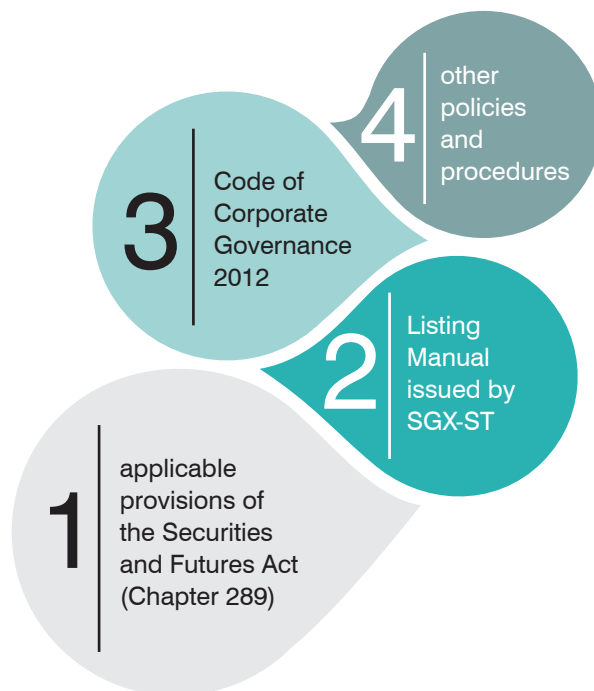 4
other
policies
and
procedures
3
Code of
Corporate
Governance
2012
2
Listing
Manual
issued by
SGX-ST
1
applicable
provisions of
the Securities
and Futures Act
(Chapter 289)